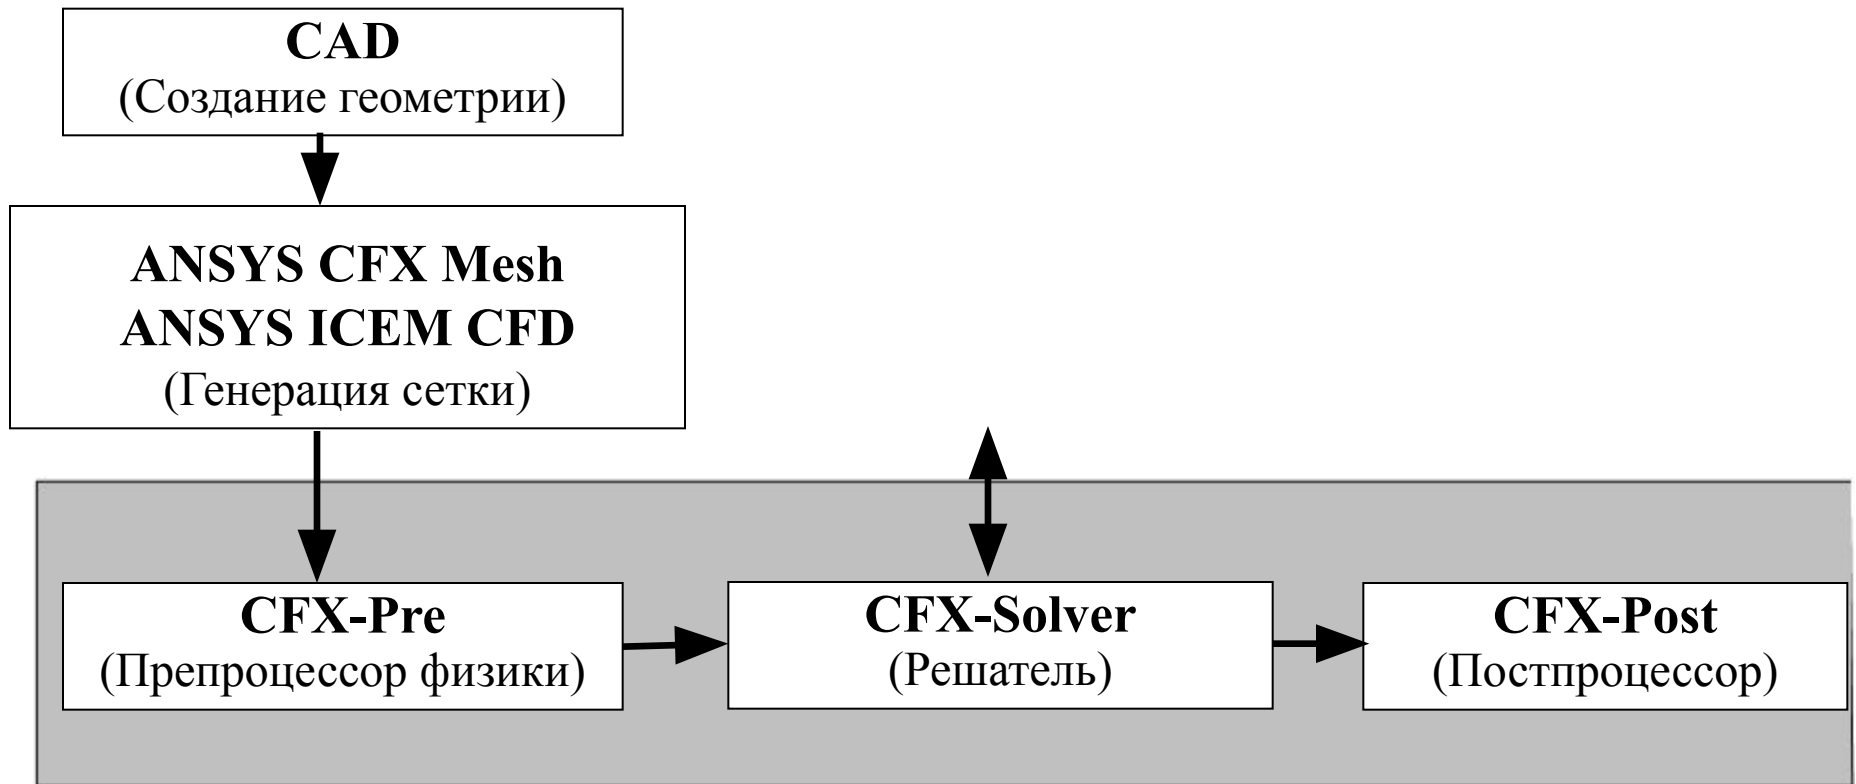 CAD
(Создание геометрии)
ANSYS CFX Mesh
ANSYS ICEM CFD
(Генерация сетки)
CFX-Pre
(Препроцессор физики)
CFX-Solver
(Решатель)
CFX-Post
(Постпроцессор)